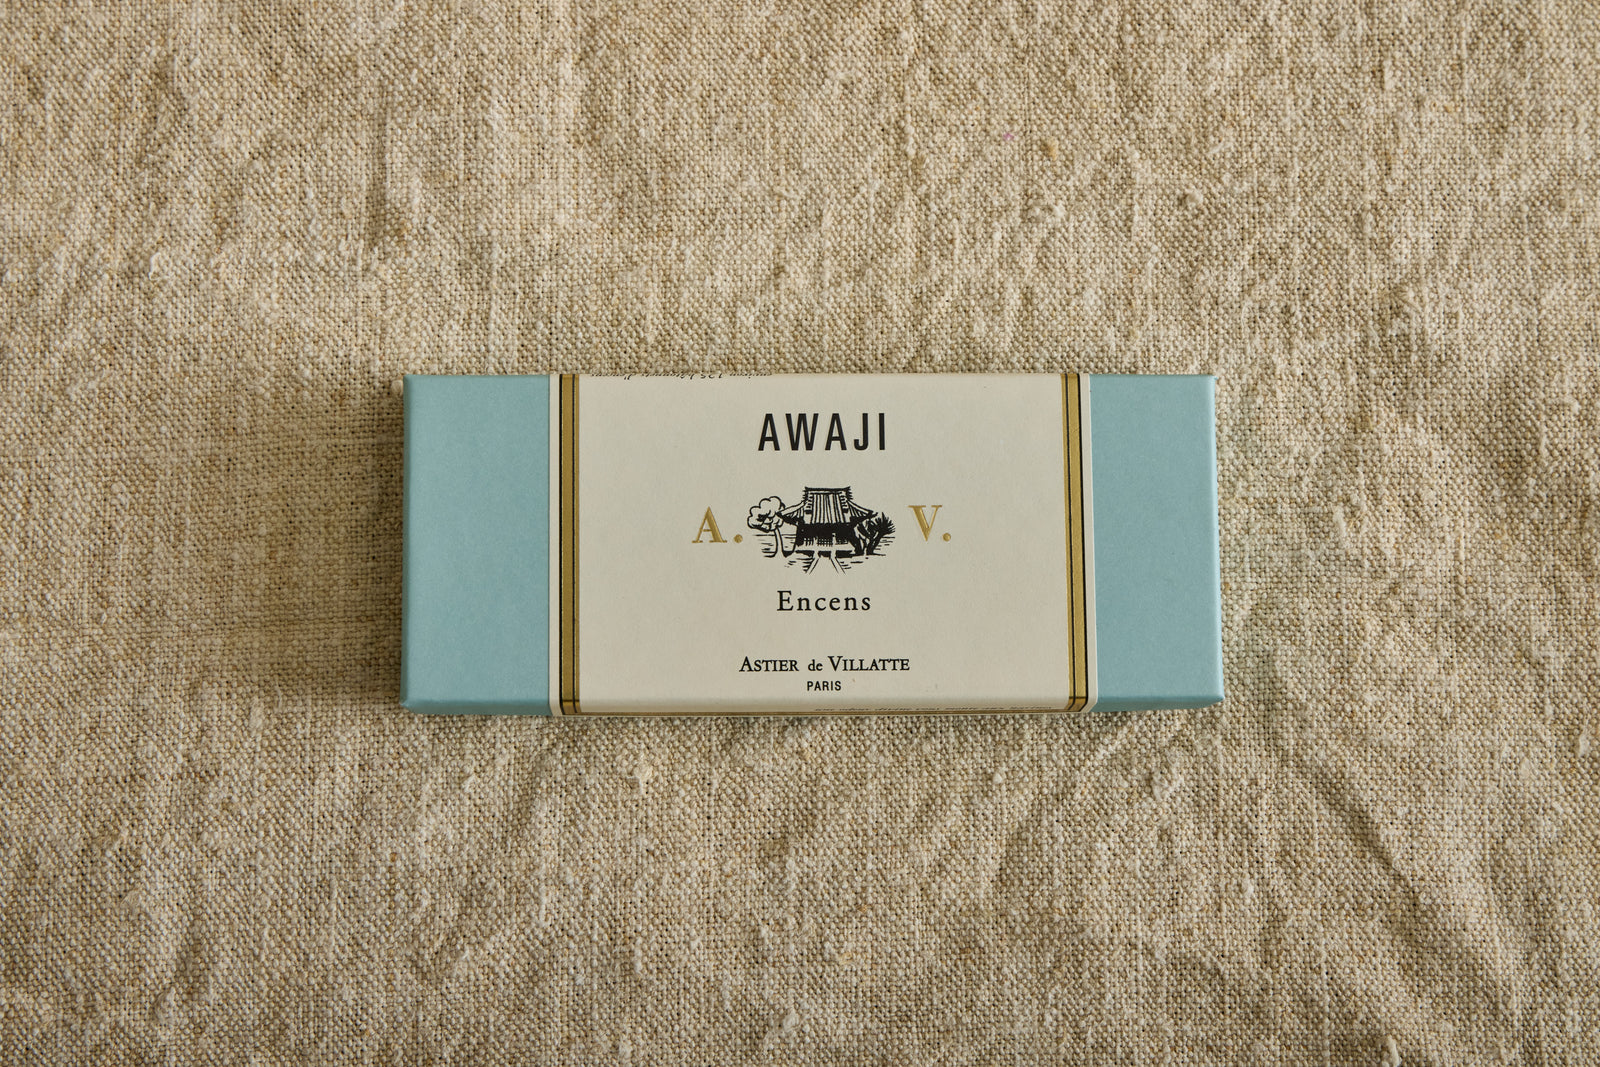 AWAJI
A. V.
Encens
ASTIER de VILLATTE
PARIS